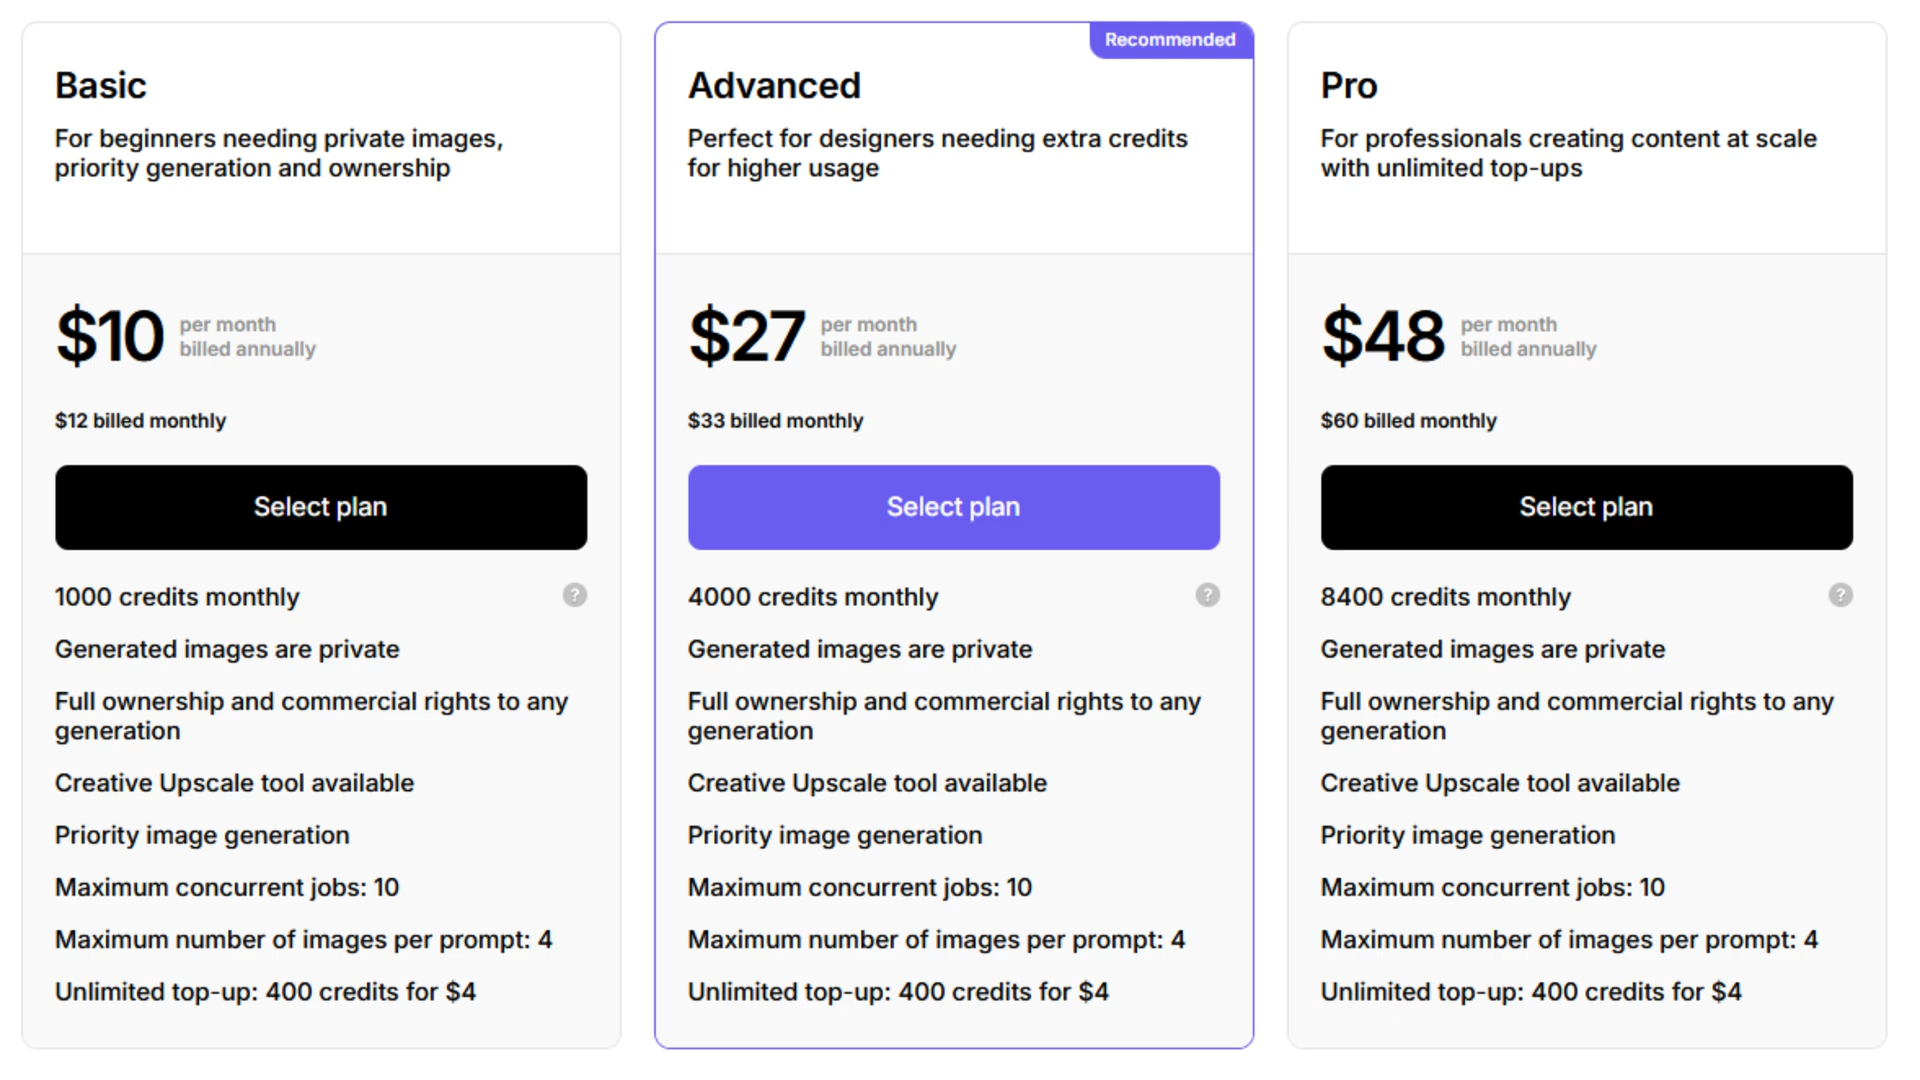 Basic
For beginners needing private images,
priority generation and ownership
$10
per month
billed annually
$12 billed monthly
Select plan
1000 credits monthly
?
Generated images are private
Full ownership and commercial rights to any
generation
Creative Upscale tool available
Priority image generation
Maximum concurrent jobs: 10
Maximum number of images per prompt: 4
Unlimited top-up: 400 credits for $4
Recommended
Advanced
Perfect for designers needing extra credits
for higher usage
$27
per month
billed annually
$33 billed monthly
Select plan
4000 credits monthly
?
Generated images are private
Full ownership and commercial rights to any
generation
Creative Upscale tool available
Priority image generation
Maximum concurrent jobs: 10
Maximum number of images per prompt: 4
Unlimited top-up: 400 credits for $4
Pro
For professionals creating content at scale
with unlimited top-ups
$48
per month
billed annually
$60 billed monthly
Select plan
8400 credits monthly
?
Generated images are private
Full ownership and commercial rights to any
generation
Creative Upscale tool available
Priority image generation
Maximum concurrent jobs: 10
Maximum number of images per prompt: 4
Unlimited top-up: 400 credits for $4